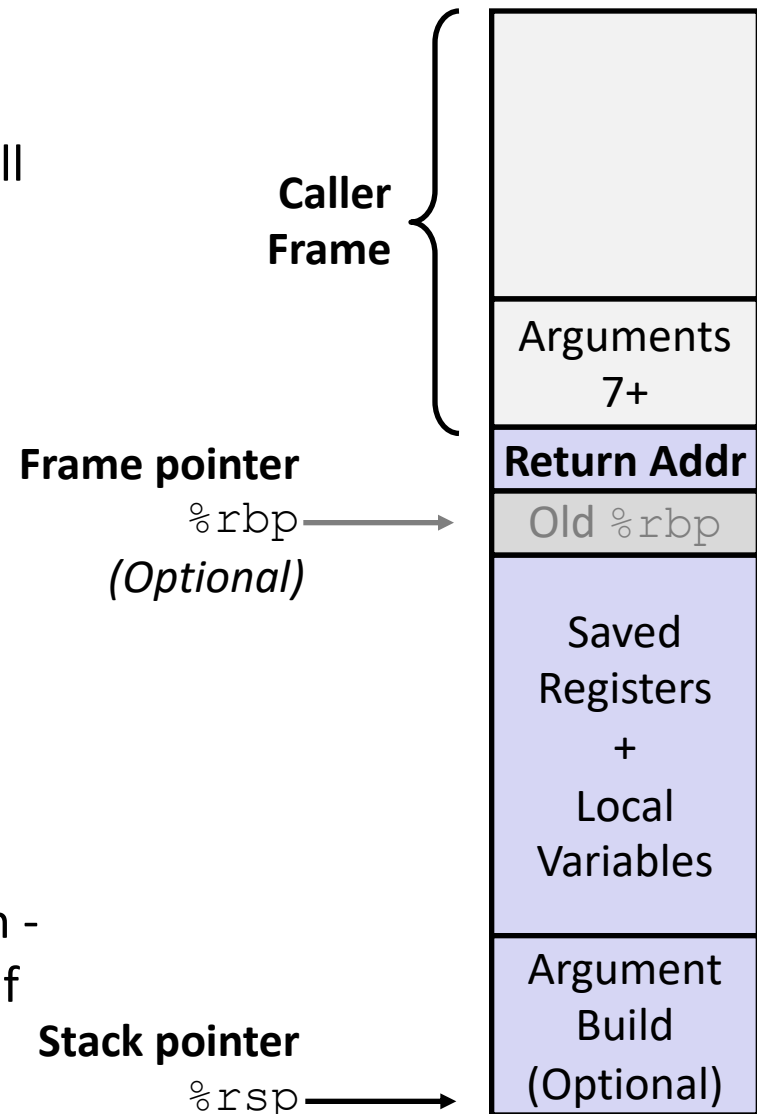 ll
Caller
Frame
Arguments
7+
Frame pointer
%rbp
(Optional)
Return Addr
Old %rbp
Saved
Registers
+
Local
Variables
n -
f
Stack pointer
%rsp
Argument
Build
(Optional)